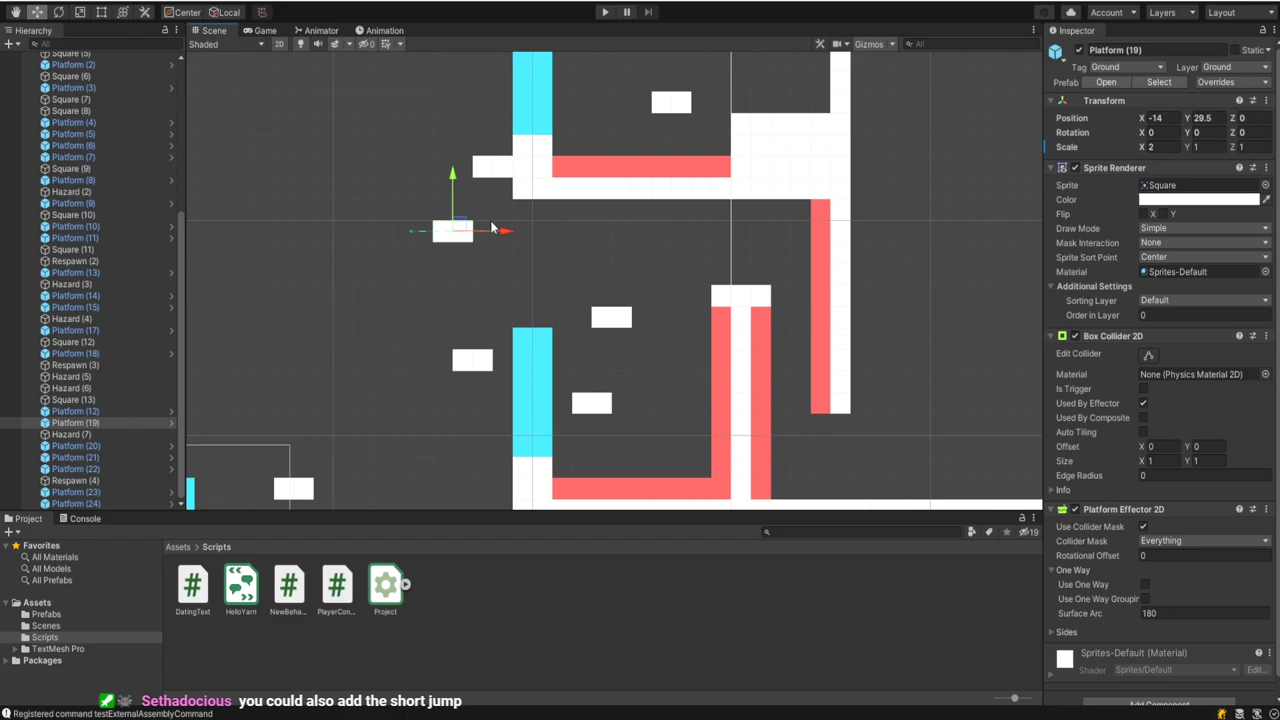 Center
Local
Account
Layers
Layout
Hierarchy
All
Square (5)
Platform (2)
Square (6)
Platform (3)
Square (7)
Square (8)
Platform (4)
Platform (5)
Platform (6)
Platform (7)
Square (9)
Platform (8)
Hazard (2)
Platform (9)
Square (10)
Platform (10)
Platform (11)
Square (11)
Respawn (2)
Platform (13)
Hazard (3)
Platform (14)
Platform (15)
Hazard (4)
Platform (17)
Square (12)
Platform (18)
Respawn (3)
Hazard (5)
Hazard (6)
Square (13)
Platform (12)
Platform (19)
Hazard (7)
Platform (20)
Platform (21)
Platform (22)
Respawn (4)
Platform (23)
Platform (24)
Scene Game Animator Animation
Shaded 2D 0 Gizmos All
Inspector
Platform (19) Static
Tag Ground Layer Ground
Prefab Open Select Overrides
Transform
Position X -14 Y 29.5 Z 0
Rotation X 0 Y 0 Z 0
Scale X 2 Y 1 Z 1
Sprite Renderer
Sprite Square
Color
Flip X Y
Draw Mode Simple
Mask Interaction None
Sprite Sort Point Center
Material Sprites-Default
Additional Settings
Sorting Layer Default
Order in Layer 0
Box Collider 2D
Edit Collider
Material None (Physics Material 2D)
Is Trigger
Used By Effector
Used By Composite
Auto Tiling
Offset X 0 Y 0
Size X 1 Y 1
Edge Radius 0
Info
Platform Effector 2D
Use Collider Mask
Collider Mask Everything
Rotational Offset 0
One Way
Use One Way
Use One Way Groupin
Surface Arc 180
Sides
Sprites-Default (Material)
Shader Sprites/Default Edit...
Project Console
19
Favorites
All Materials
All Models
All Prefabs
Assets
Prefabs
Scenes
Scripts
TextMesh Pro
Packages
Assets > Scripts
DatingText HelloYarn NewBeha... PlayerCon... Project
Sethadocious you could also add the short jump
Registered command testExternalAssemblyCommand